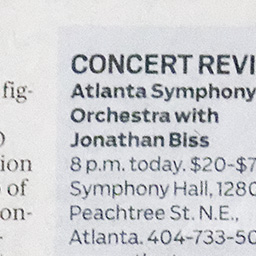 fig-
ion
of
on-
CONCERT REVI
Atlanta Symphony
Orchestra with
Jonathan Biss
8 p.m. today. $20-$7
Symphony Hall, 1280
Peachtree St. N.E.,
Atlanta. 404-733-50